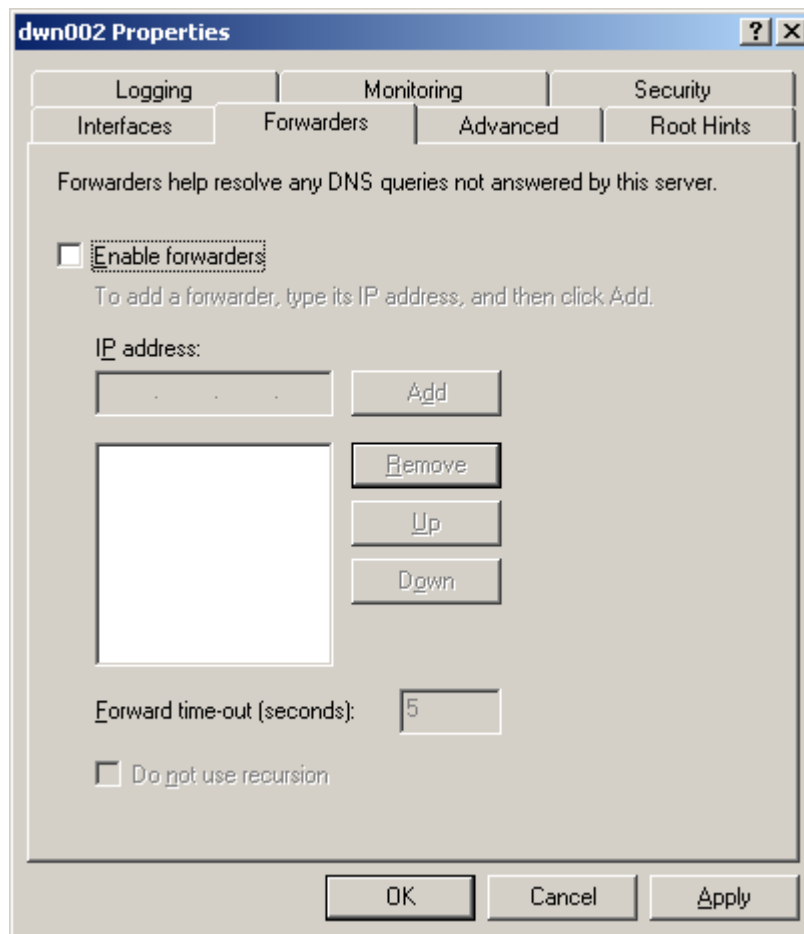 dwn002 Properties
Logging Monitoring Security
Interfaces Forwarders Advanced Root Hints
Forwarders help resolve any DNS queries not answered by this server.
Enable forwarders
To add a forwarder, type its IP address, and then click Add.
IP address:
. . . Add
Remove
Up
Down
Forward time-out (seconds): 5
Do not use recursion
OK Cancel Apply